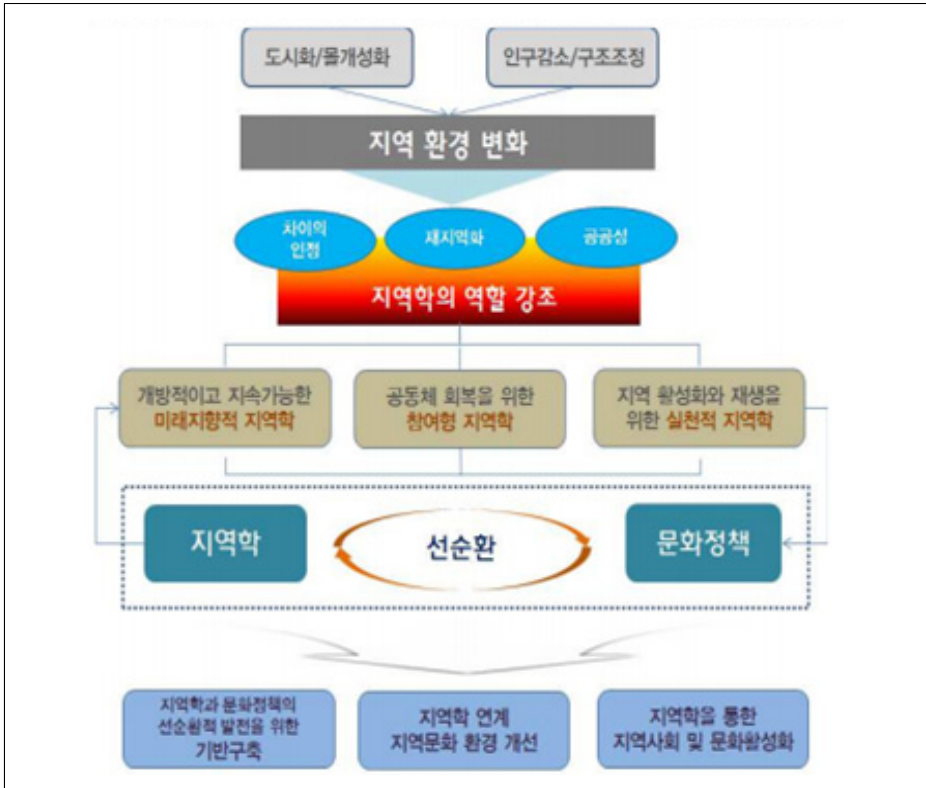 도시화/몰개성화
인구감소/구조조정
지역 환경 변화
차이의
인정
재지역화
공공성
지역학의 역할 강조
개방적이고 지속가능한
미래지향적 지역학
공동체 회복을 위한
참여형 지역학
지역 활성화와 재생을
위한 실천적 지역학
지역학
선순환
문화정책
지역학과 문화정책의
선순환적 발전을 위한
기반구축
지역학 연계
지역문화 환경 개선
지역학을 통한
지역사회 및 문화활성화